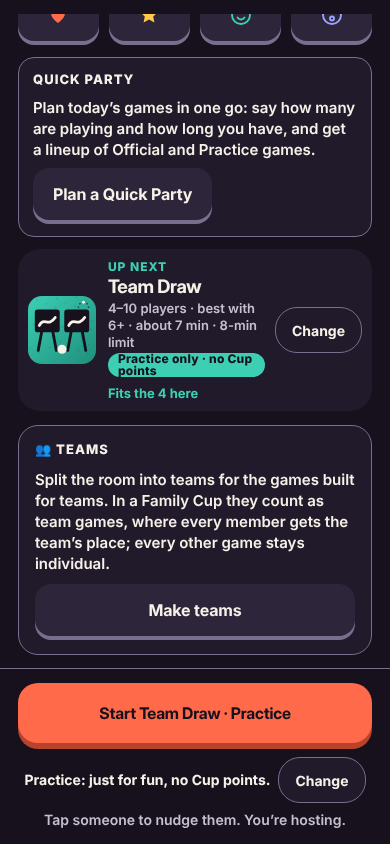 QUICK PARTY
Plan today’s games in one go: say how many
are playing and how long you have, and get
a lineup of Official and Practice games.
Plan a Quick Party
UP NEXT
Team Draw
4–10 players · best with
6+ · about 7 min · 8-min
limit
Practice only · no Cup
points
Fits the 4 here
Change
👥 TEAMS
Split the room into teams for the games built
for teams. In a Family Cup they count as
team games, where every member gets the
team’s place; every other game stays
individual.
Make teams
Start Team Draw · Practice
Practice: just for fun, no Cup points.
Change
Tap someone to nudge them. You’re hosting.